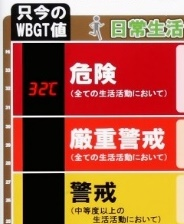 只今の
WBGT値
日常生活
32℃
危険
(全ての生活活動において)
厳重警戒
(全ての生活活動において)
警戒
(中等度以上の
生活活動において)